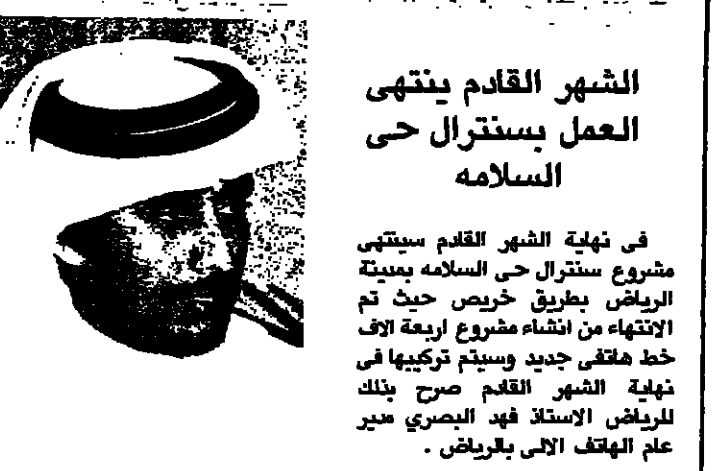 الشهر القادم ينتهى
العمل بسنترال حى
السلامه
فى نهاية الشهر القادم سينتهى
مشروع سنترال حى السلامه بمدينة
الرياض بطريق خريص حيث تم
الانتهاء من انشاء مشروع اربعة الاف
خط هاتفى جديد وسيتم تركيبها فى
نهاية الشهر القادم صرح بذلك
للرياض الاستاذ فهد البصري مدير
عام الهاتف الالى بالرياض .